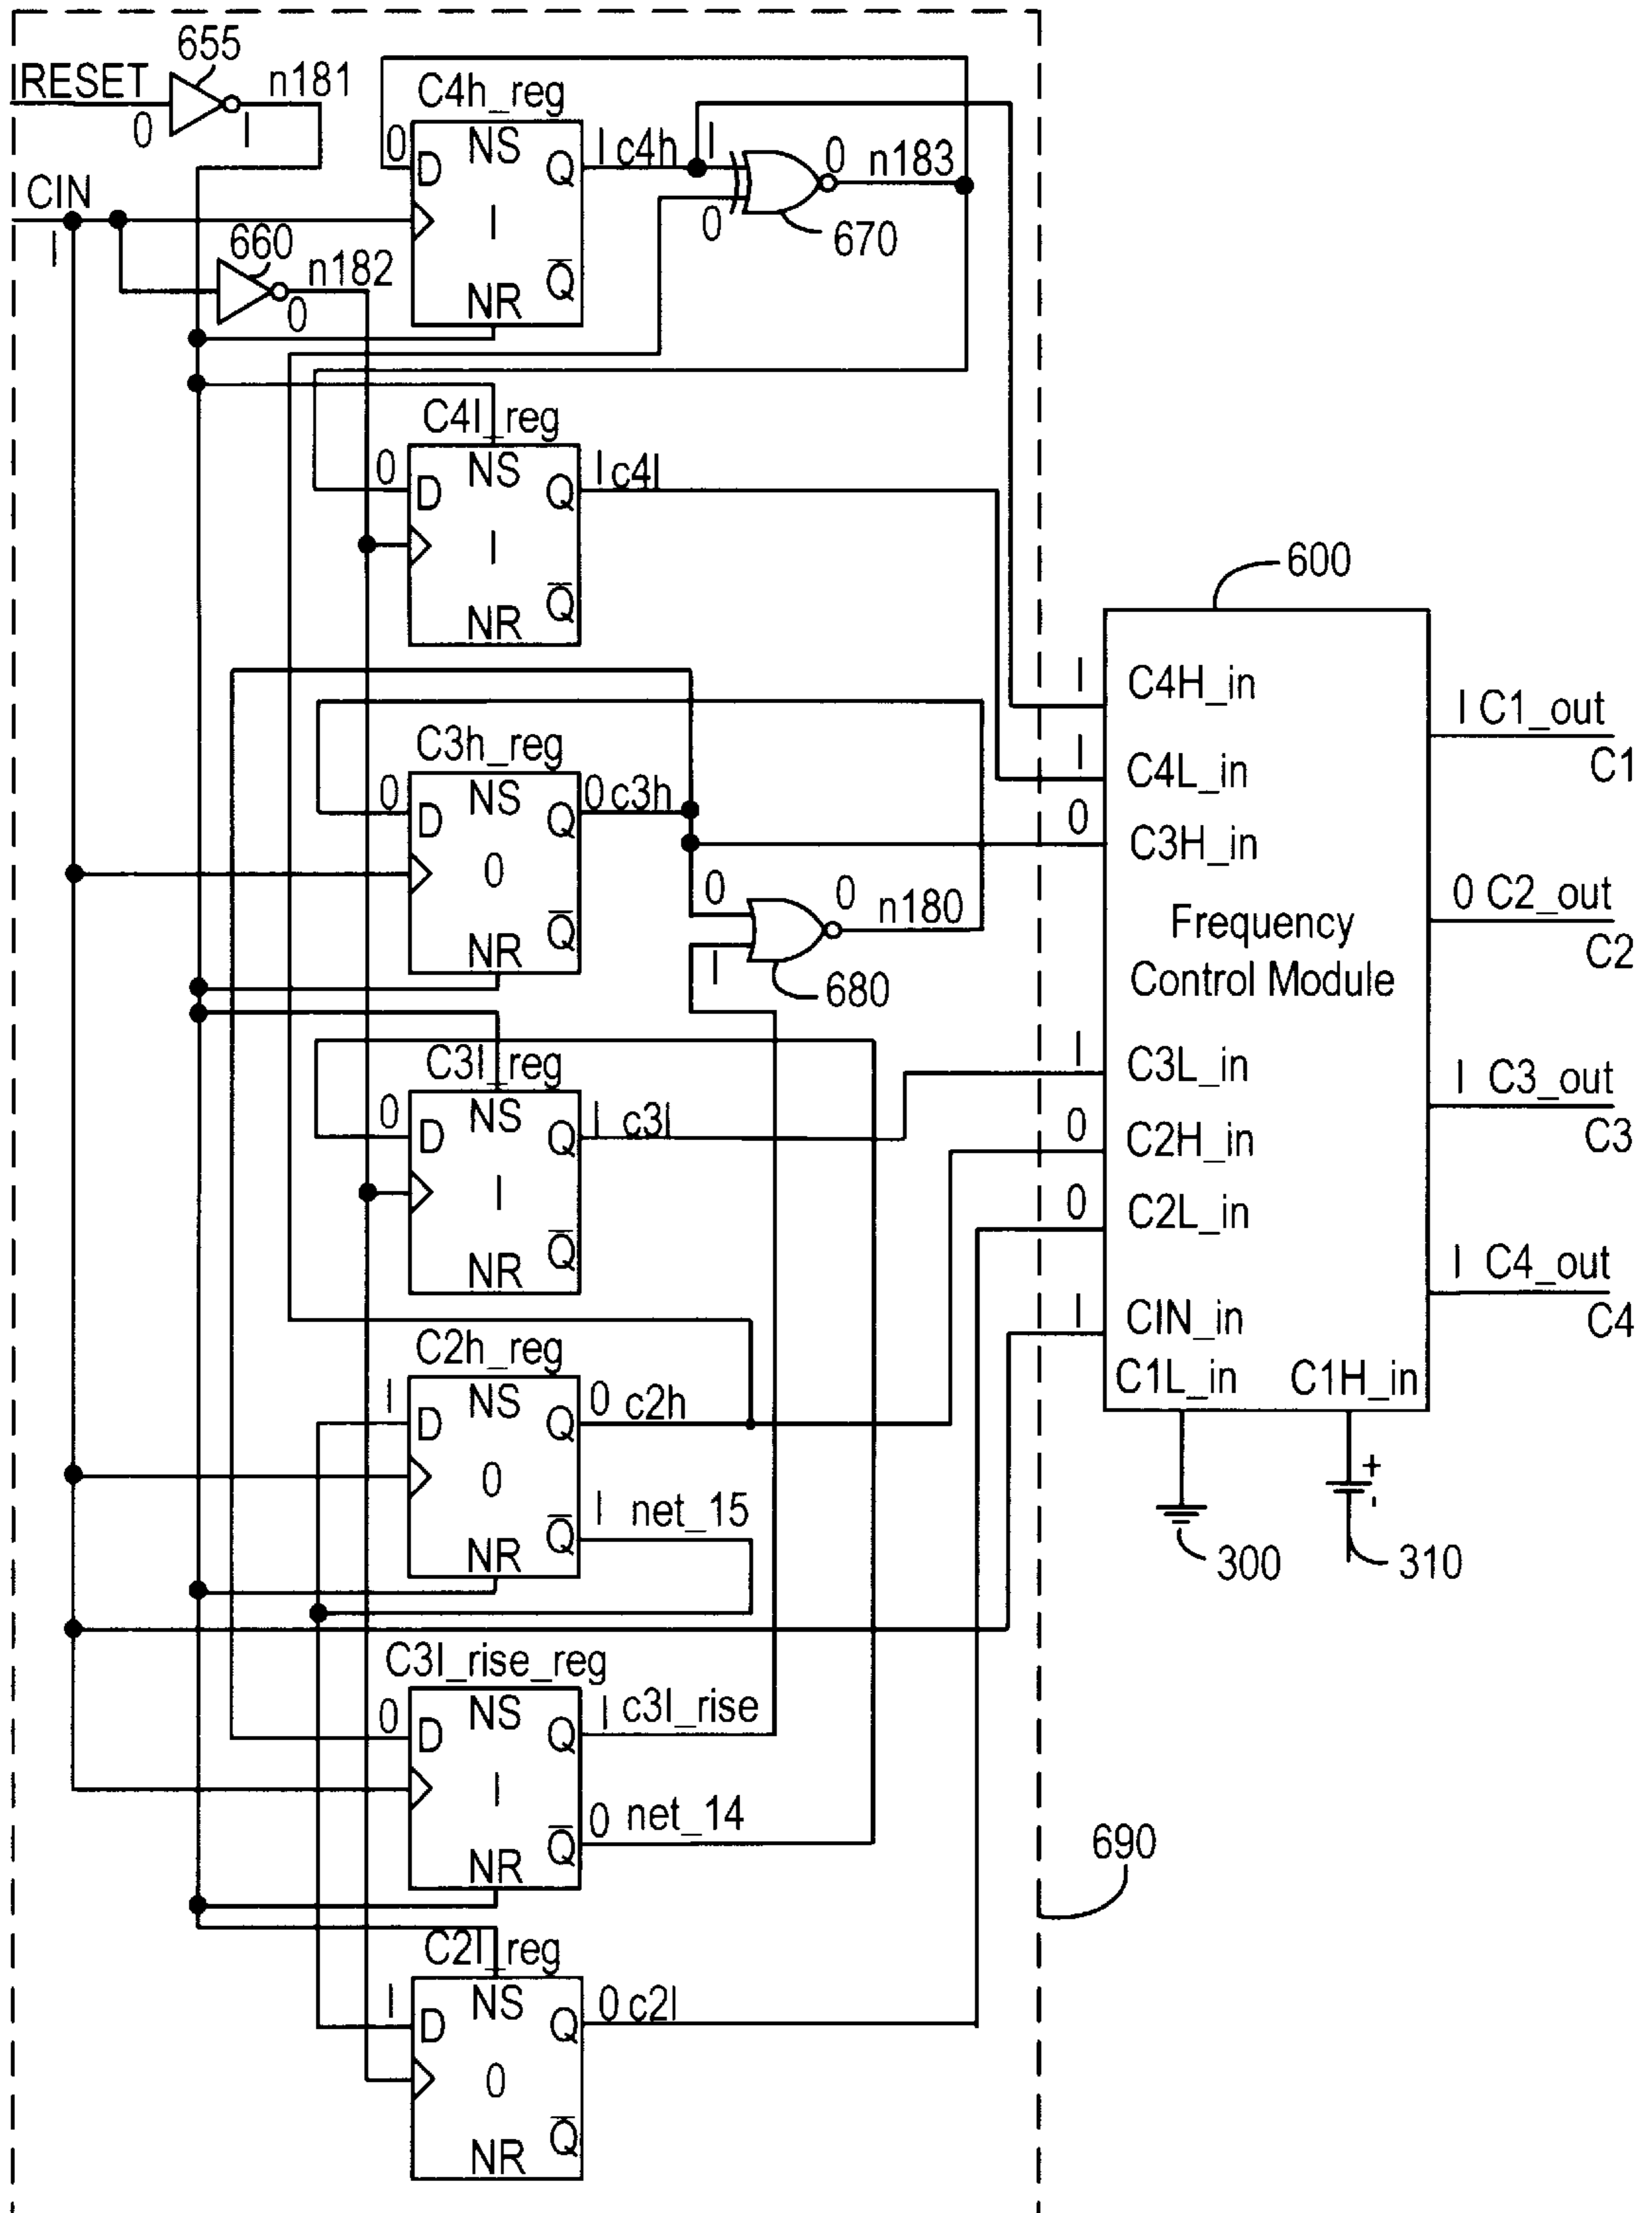 655
IRESET
n181
0
I
C4h_reg
0
D
NS
Q
I
NR
Q̅
I c4h
I
0
0
n183
670
CIN
I
660
n182
0
C4l_reg
0
D
NS
Q
I
NR
Q̅
I c4l
C3h_reg
0
D
NS
Q
0
NR
Q̅
0 c3h
0
I
0
n180
680
C3l_reg
0
D
NS
Q
I
NR
Q̅
I c3l
C2h_reg
I
D
NS
Q
0
NR
Q̅
0 c2h
I net_15
C3l_rise_reg
0
D
NS
Q
I
NR
Q̅
I c3l_rise
0 net_14
C2l_reg
I
D
NS
Q
0
NR
Q̅
0 c2l
690
600
I
C4H_in
I
C4L_in
0
C3H_in
Frequency
Control Module
I
C3L_in
0
C2H_in
0
C2L_in
I
CIN_in
C1L_in
C1H_in
I C1_out
C1
0 C2_out
C2
I C3_out
C3
I C4_out
C4
300
+
-
310